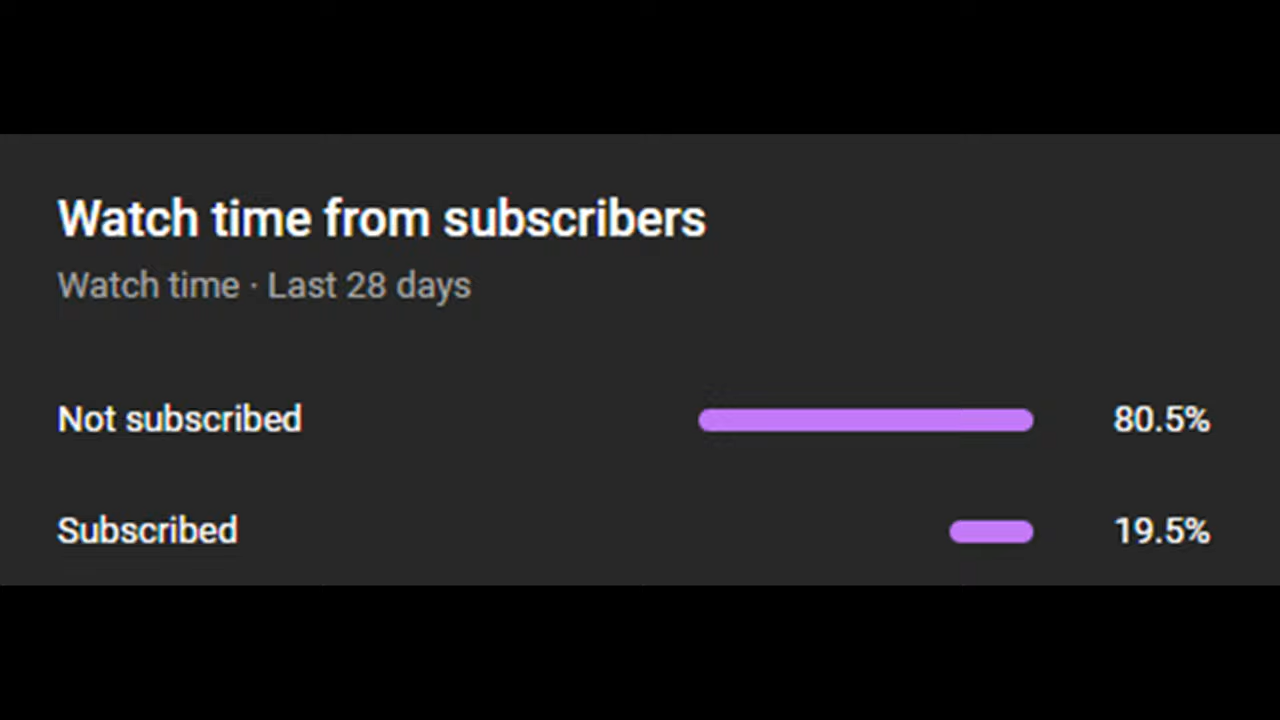 Watch time from subscribers
Watch time · Last 28 days
Not subscribed 80.5%
Subscribed 19.5%